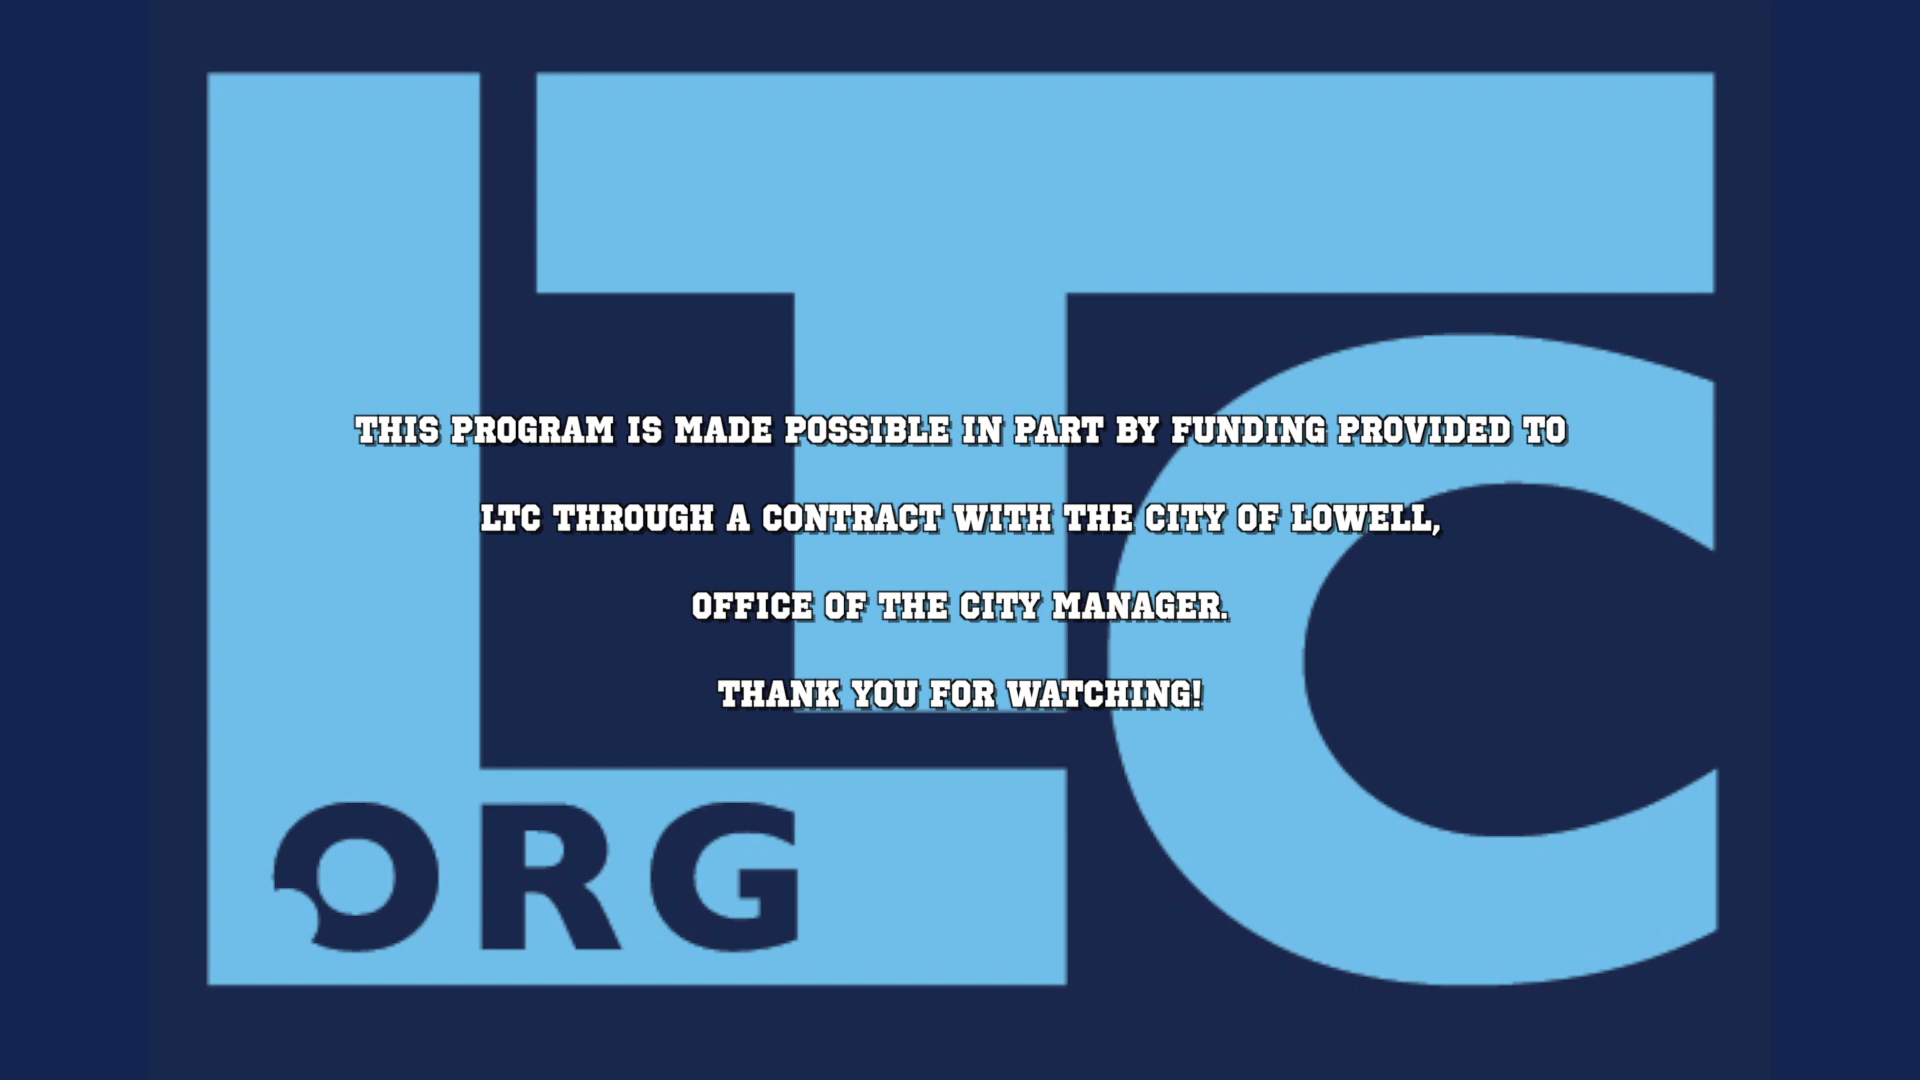 LTC
THIS PROGRAM IS MADE POSSIBLE IN PART BY FUNDING PROVIDED TO
LTC THROUGH A CONTRACT WITH THE CITY OF LOWELL,
OFFICE OF THE CITY MANAGER.
THANK YOU FOR WATCHING!
ORG